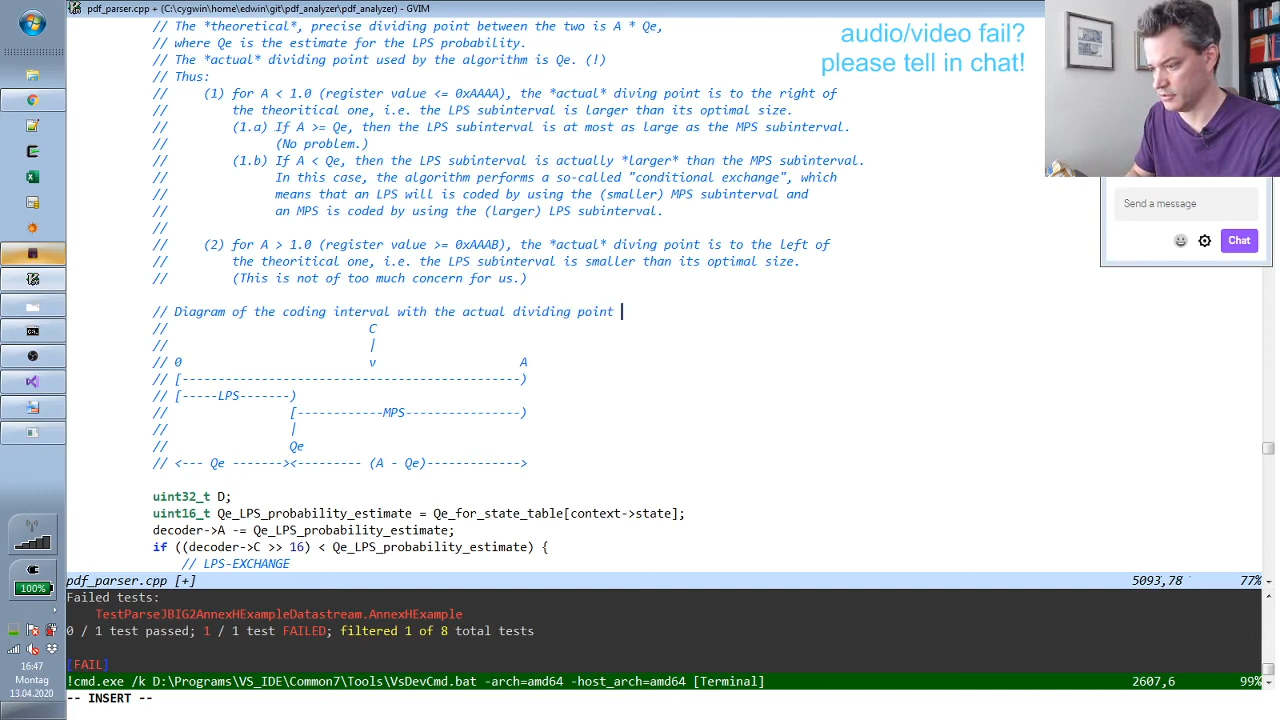 pdf_parser.cpp + (C:\cygwin\home\edwin\git\pdf_analyzer\pdf_analyzer) - GVIM
// The *theoretical*, precise dividing point between the two is A * Qe,
// where Qe is the estimate for the LPS probability.
// The *actual* dividing point used by the algorithm is Qe. (!)
// Thus:
// (1) for A < 1.0 (register value <= 0xAAAA), the *actual* diving point is to the right of
// the theoritical one, i.e. the LPS subinterval is larger than its optimal size.
// (1.a) If A >= Qe, then the LPS subinterval is at most as large as the MPS subinterval.
// (No problem.)
// (1.b) If A < Qe, then the LPS subinterval is actually *larger* than the MPS subinterval.
// In this case, the algorithm performs a so-called "conditional exchange", which
// means that an LPS will is coded by using the (smaller) MPS subinterval and
// an MPS is coded by using the (larger) LPS subinterval.
//
// (2) for A > 1.0 (register value >= 0xAAAB), the *actual* diving point is to the left of
// the theoritical one, i.e. the LPS subinterval is smaller than its optimal size.
// (This is not of too much concern for us.)
// Diagram of the coding interval with the actual dividing point
// C
// |
// 0 v A
// [-----------------------------------------------)
// [-----LPS-------)
// [------------MPS----------------)
// |
// Qe
// <--- Qe -------><--------- (A - Qe)------------->
uint32_t D;
uint16_t Qe_LPS_probability_estimate = Qe_for_state_table[context->state];
decoder->A -= Qe_LPS_probability_estimate;
if ((decoder->C >> 16) < Qe_LPS_probability_estimate) {
// LPS-EXCHANGE
pdf_parser.cpp [+] 5093,78 77%
Failed tests:
TestParseJBIG2AnnexHExampleDatastream.AnnexHExample
0 / 1 test passed; 1 / 1 test FAILED; filtered 1 of 8 total tests
[FAIL]
!cmd.exe /k D:\Programs\VS_IDE\Common7\Tools\VsDevCmd.bat -arch=amd64 -host_arch=amd64 [Terminal] 2607,6 99%
-- INSERT --
audio/video fail?
please tell in chat!
Send a message
Chat
100%
16:47
Montag
13.04.2020